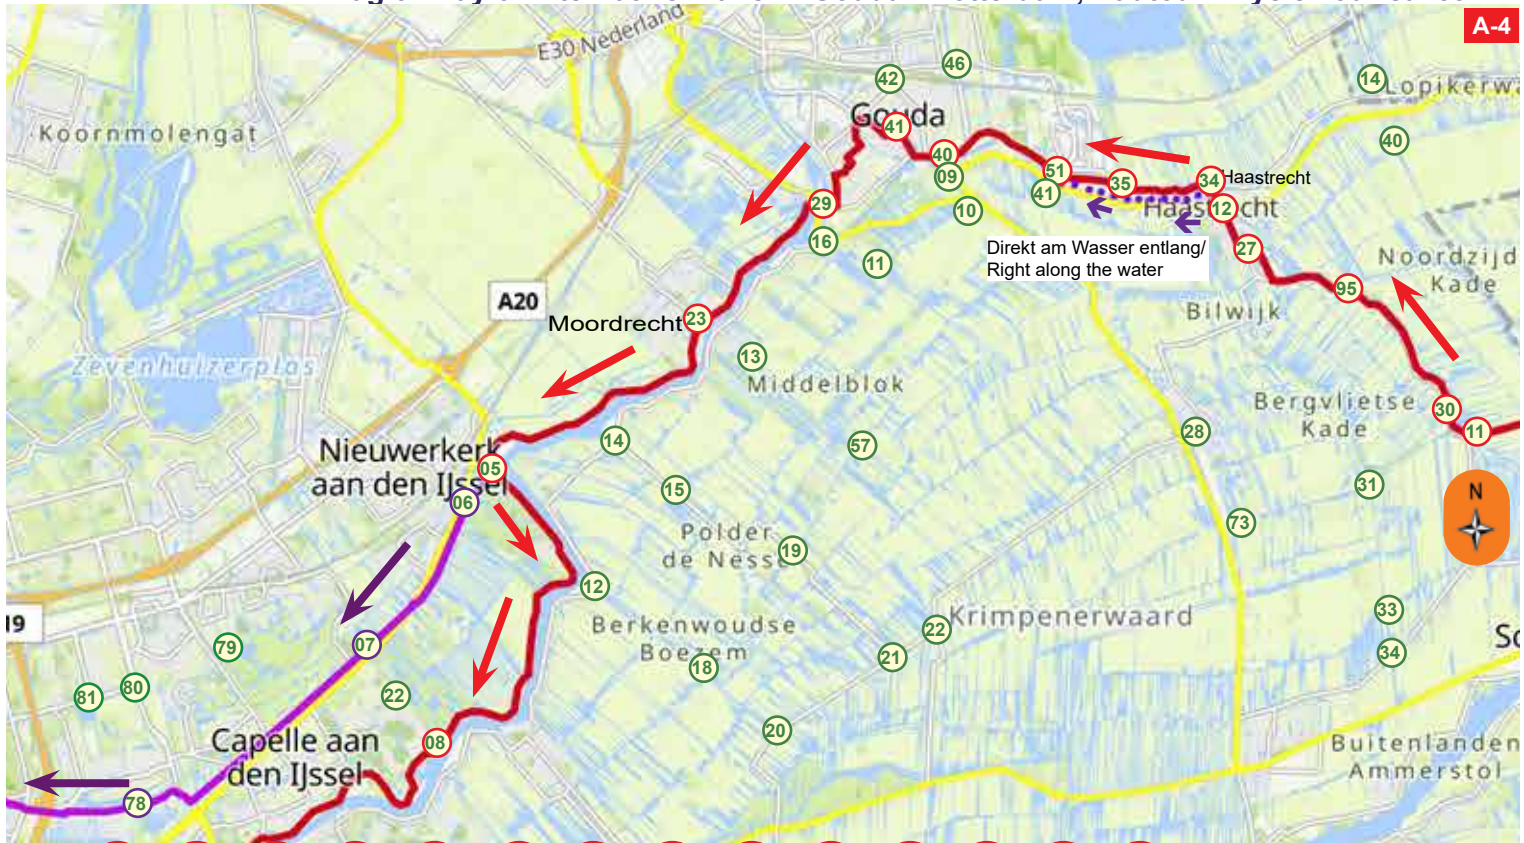 A-4
E30 Nederland
46
42
14
Lopikerwa
Gouda
41
Koornmolengat
40
40
51
09
35
34
Haastrecht
41
29
12
Haastrecht
10
16
Direkt am Wasser entlang/
Right along the water
27
11
Noordzijd
Kade
95
A20
Bilwijk
Moordrecht
23
13
Zevenhuizerplas
Middelblok
Bergvlietse
Kade
30
11
28
14
57
Nieuwerkerk
aan den IJssel
05
06
15
31
N
73
Polder
de Nesse
19
12
33
19
Berkenwoudse
Boezem
22
Krimpenerwaard
34
So
07
79
21
18
22
80
81
20
08
Capelle aan
den IJssel
Buitenlanden
Ammerstol
78